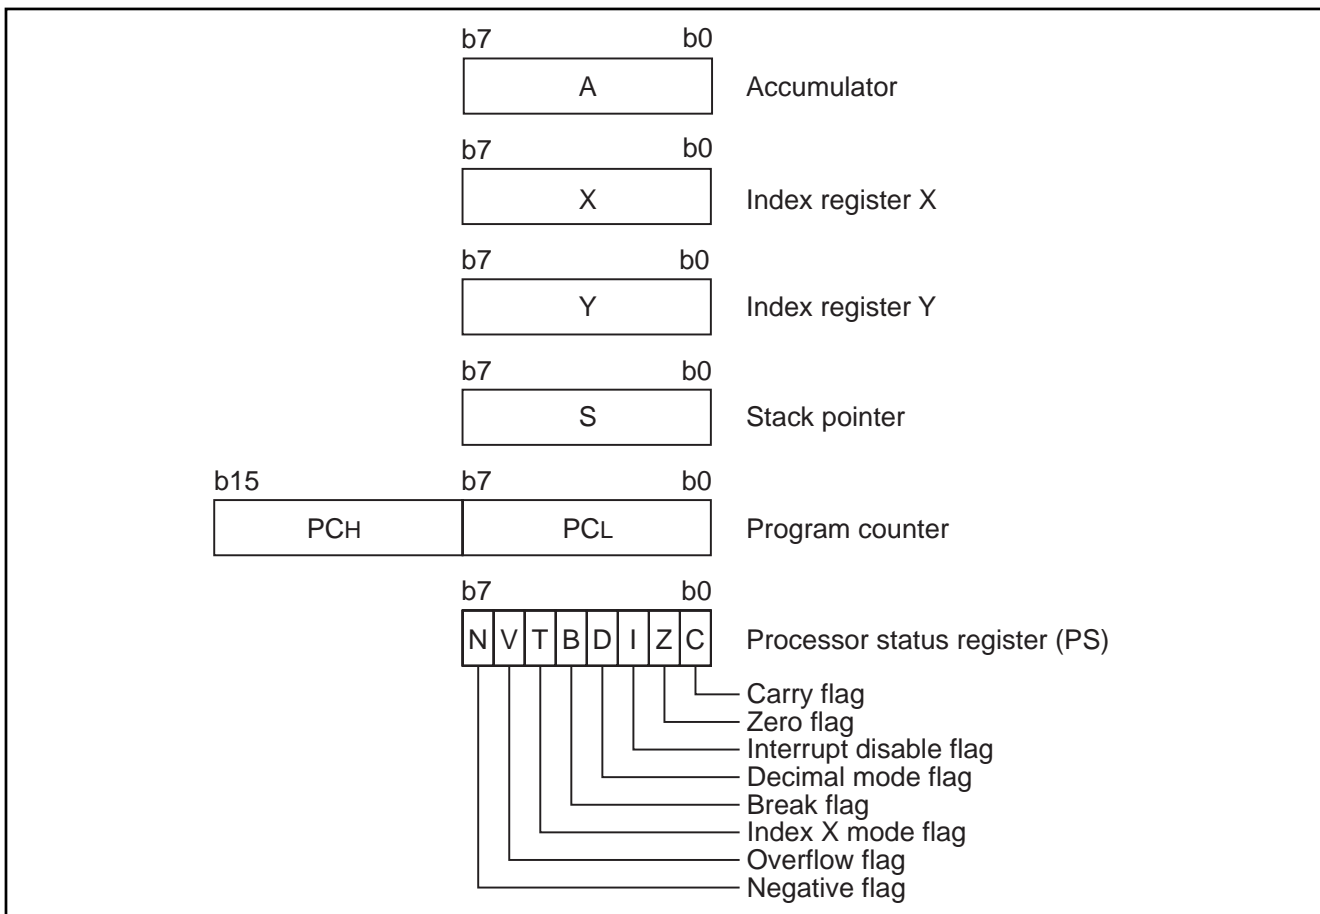 b7 b0
A Accumulator
b7 b0
X Index register X
b7 b0
Y Index register Y
b7 b0
S Stack pointer
b15 b7 b0
PCH PCL Program counter
b7 b0
N V T B D I Z C Processor status register (PS)
Carry flag
Zero flag
Interrupt disable flag
Decimal mode flag
Break flag
Index X mode flag
Overflow flag
Negative flag